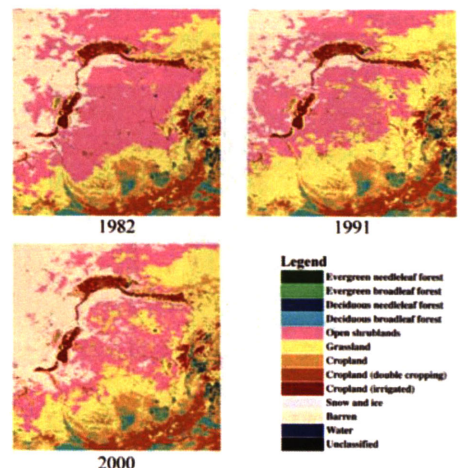 1982
1991
2000
Legend
Evergreen needleleaf forest
Evergreen broadleaf forest
Deciduous needleleaf forest
Deciduous broadleaf forest
Open shrublands
Grassland
Cropland
Cropland (double cropping)
Cropland (irrigated)
Snow and ice
Barren
Water
Unclassified